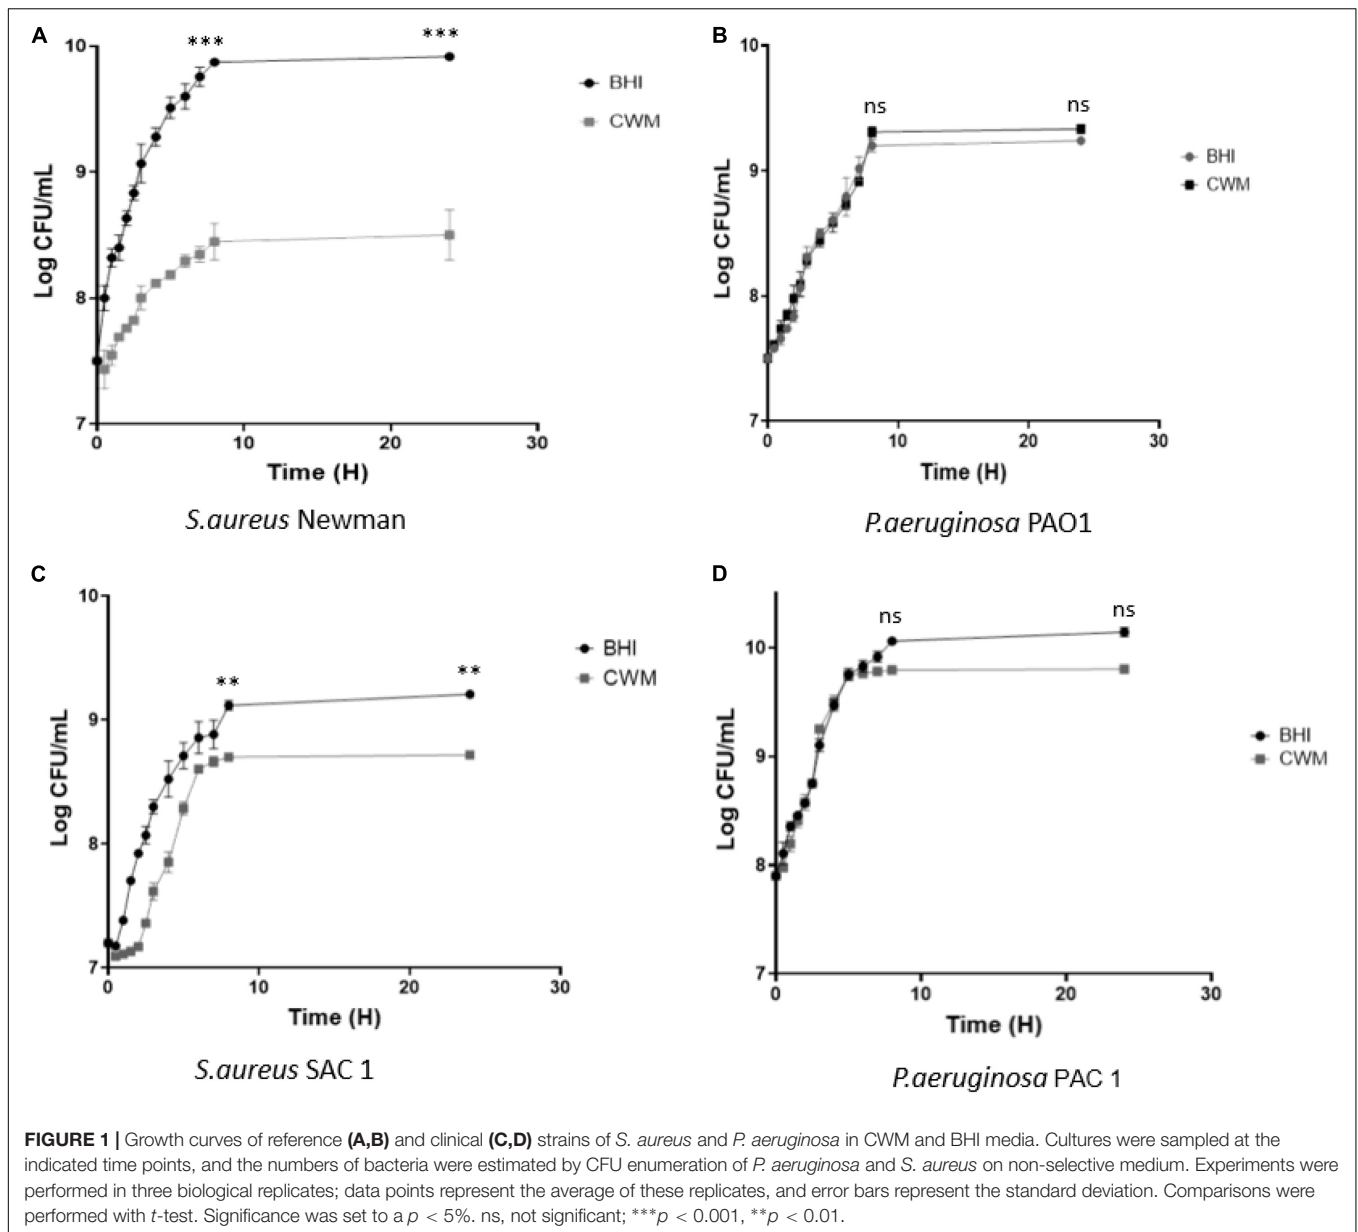 A
***
***
10
9
8
7
Log CFU/mL
BHI
CWM
0
10
20
30
Time (H)
S.aureus Newman
B
ns
ns
10
9
8
7
Log CFU/mL
BHI
CWM
0
10
20
30
Time (H)
P.aeruginosa PAO1
C
**
**
10
9
8
7
Log CFU/mL
BHI
CWM
0
10
20
30
Time (H)
S.aureus SAC 1
D
ns
ns
10
9
8
7
Log CFU/mL
BHI
CWM
0
10
20
30
Time (H)
P.aeruginosa PAC 1
FIGURE 1 | Growth curves of reference (A,B) and clinical (C,D) strains of S. aureus and P. aeruginosa in CWM and BHI media. Cultures were sampled at the
indicated time points, and the numbers of bacteria were estimated by CFU enumeration of P. aeruginosa and S. aureus on non-selective medium. Experiments were
performed in three biological replicates; data points represent the average of these replicates, and error bars represent the standard deviation. Comparisons were
performed with t-test. Significance was set to a p < 5%. ns, not significant; ***p < 0.001, **p < 0.01.